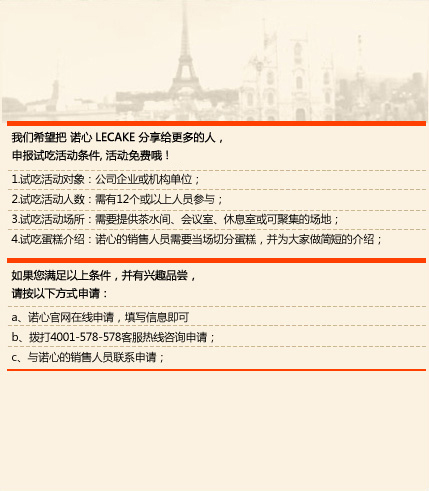 我们希望把 诺心 LECAKE 分享给更多的人，
申报试吃活动条件, 活动免费哦！
1.试吃活动对象：公司企业或机构单位；
2.试吃活动人数：需有12个或以上人员参与；
3.试吃活动场所：需要提供茶水间、会议室、休息室或可聚集的场地；
4.试吃蛋糕介绍：诺心的销售人员需要当场切分蛋糕，并为大家做简短的介绍；
如果您满足以上条件，并有兴趣品尝，
请按以下方式申请：
a、诺心官网在线申请，填写信息即可
b、拨打4001-578-578客服热线咨询申请；
c、与诺心的销售人员联系申请；